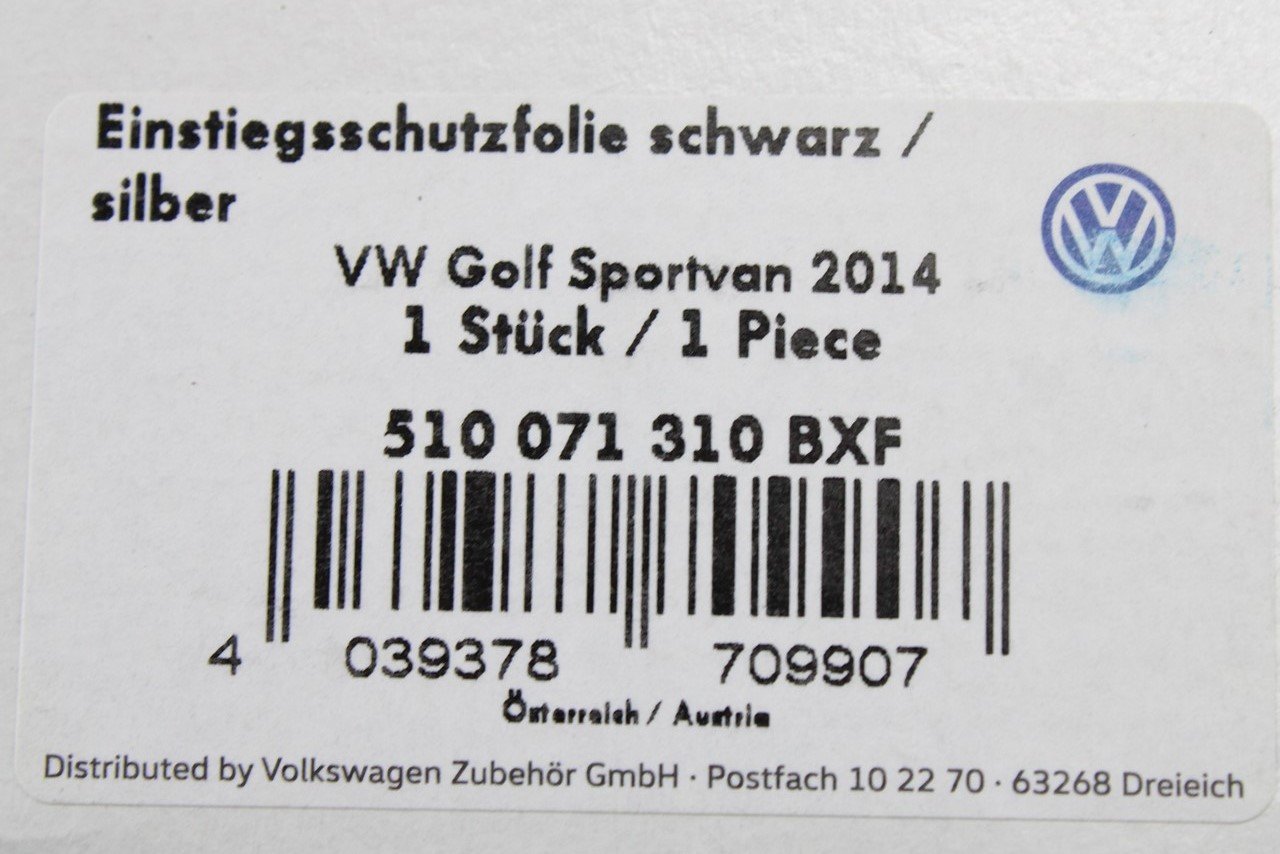 Einstiegsschutzfolie schwarz /
silber
VW Golf Sportvan 2014
1 Stück / 1 Piece
510 071 310 BXF
4 039378 709907
Österreich / Austria
Distributed by Volkswagen Zubehör GmbH · Postfach 10 22 70 · 63268 Dreieich